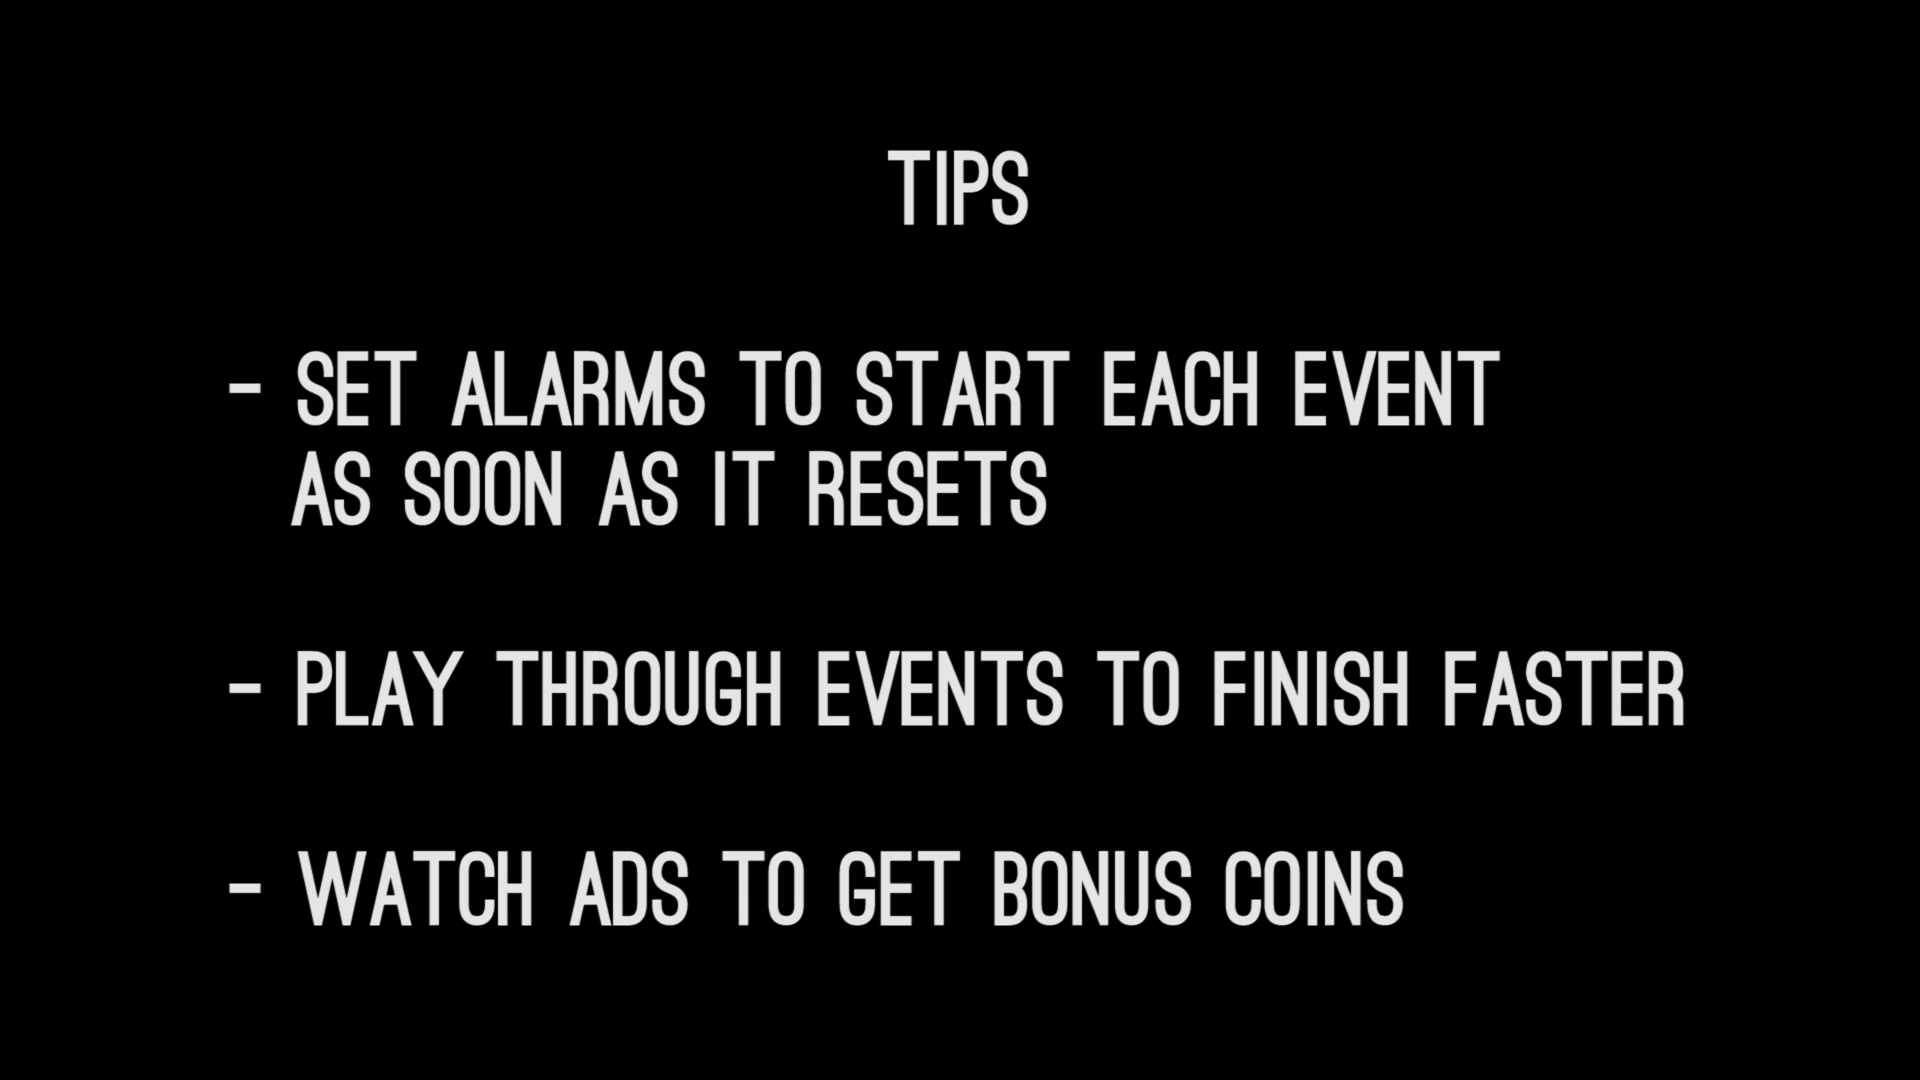 TIPS
- SET ALARMS TO START EACH EVENT
AS SOON AS IT RESETS
- PLAY THROUGH EVENTS TO FINISH FASTER
- WATCH ADS TO GET BONUS COINS